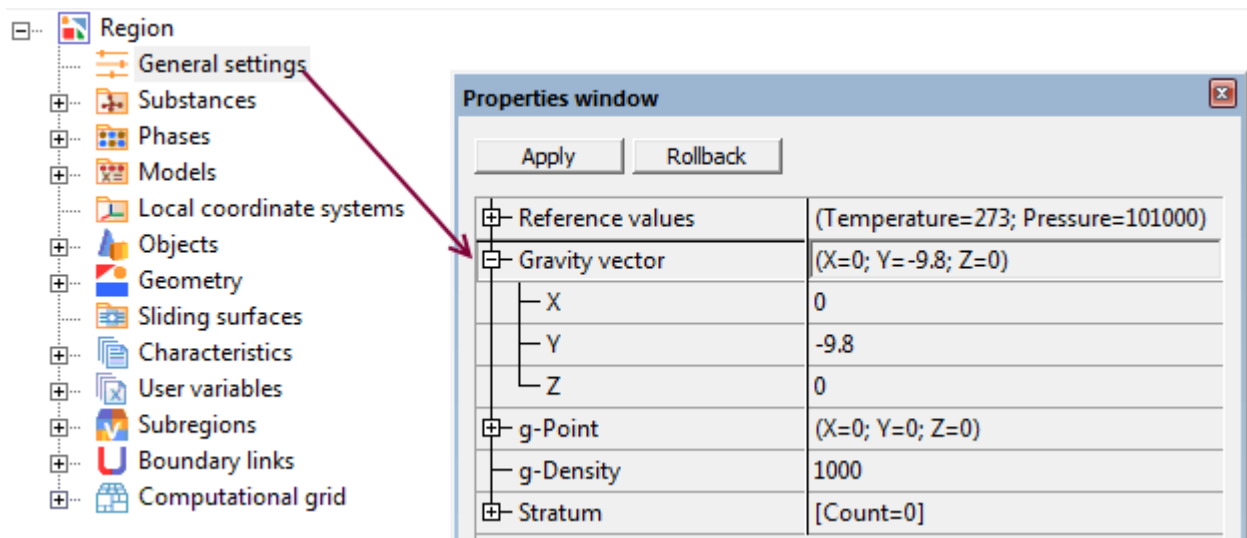 Region
General settings
Substances
Phases
Models
Local coordinate systems
Objects
Geometry
Sliding surfaces
Characteristics
User variables
Subregions
Boundary links
Computational grid
Properties window
Apply Rollback
Reference values (Temperature=273; Pressure=101000)
Gravity vector (X=0; Y=-9.8; Z=0)
X 0
Y -9.8
Z 0
g-Point (X=0; Y=0; Z=0)
g-Density 1000
Stratum [Count=0]